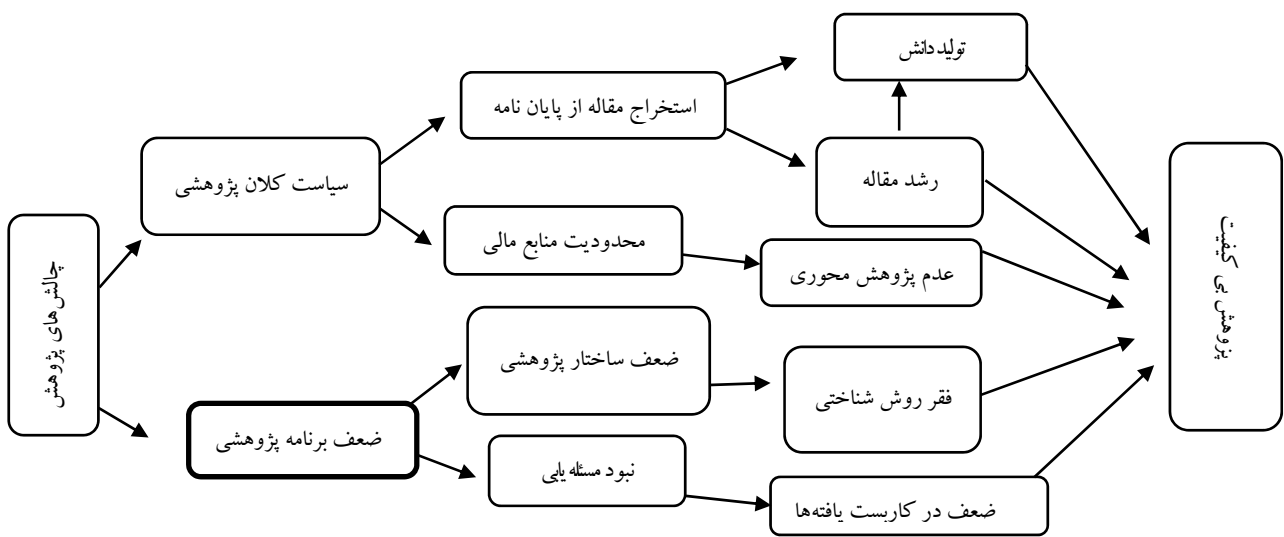 چالش‌های پژوهش
سیاست کلان پژوهشی
ضعف برنامه پژوهشی
استخراج مقاله از پایان نامه
محدودیت منابع مالی
ضعف ساختار پژوهشی
نبود مسئله یابی
تولید دانش
رشد مقاله
عدم پژوهش محوری
فقر روش شناختی
ضعف در کاربست یافته‌ها
پژوهش بی کیفیت